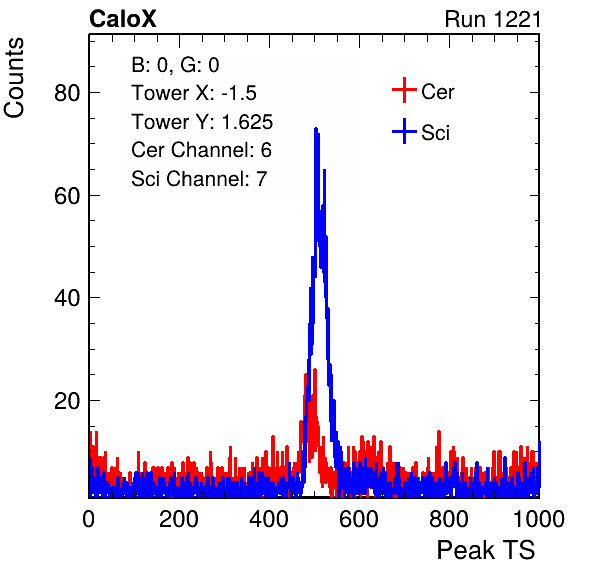 CaloX Run 1221
Counts
B: 0, G: 0
Tower X: -1.5
Tower Y: 1.625
Cer Channel: 6
Sci Channel: 7
Cer
Sci
80
60
40
20
0 200 400 600 800 1000
Peak TS